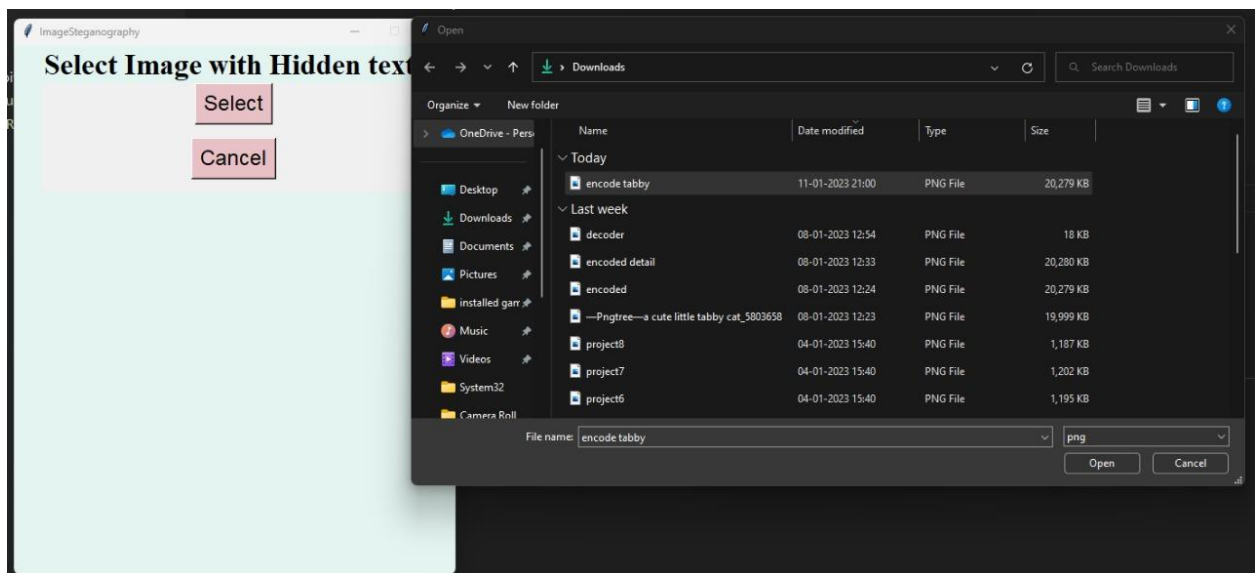 ImageSteganography
Select Image with Hidden text
Select
Cancel
Open
Downloads
Search Downloads
Organize
New folder
OneDrive - Pers
Desktop
Downloads
Documents
Pictures
installed gam
Music
Videos
System32
Camera Roll
Name Date modified Type Size
Today
encode tabby 11-01-2023 21:00 PNG File 20,279 KB
Last week
decoder 08-01-2023 12:54 PNG File 18 KB
encoded detail 08-01-2023 12:33 PNG File 20,280 KB
encoded 08-01-2023 12:24 PNG File 20,279 KB
—Pngtree—a cute little tabby cat_5803658 08-01-2023 12:23 PNG File 19,999 KB
project8 04-01-2023 15:40 PNG File 1,187 KB
project7 04-01-2023 15:40 PNG File 1,202 KB
project6 04-01-2023 15:40 PNG File 1,195 KB
File name: encode tabby png
Open Cancel